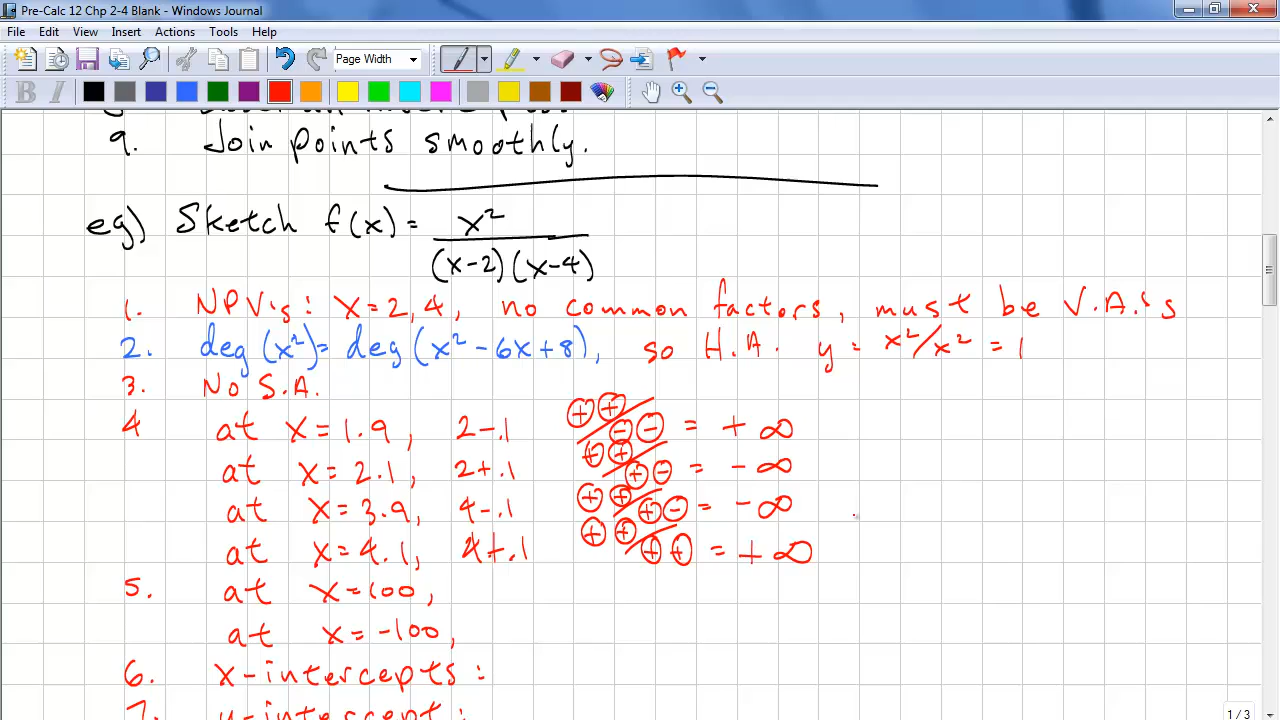 Pre-Calc 12 Chp 2-4 Blank - Windows Journal
File Edit View Insert Actions Tools Help
Page Width
B I
9. Join points smoothly.
eg) Sketch f(x) = x²
(x-2)(x-4)
1. NPV's: x=2,4, no common factors, must be V.A.'s
2. deg(x²)= deg(x²-6x+8), so H.A. y = x²/x² = 1
3. No S.A.
4 at x=1.9, 2-.1 ⊕⊕/⊖⊖ = +∞
at x=2.1, 2+.1 ⊕⊕/⊕⊖ = -∞
at x=3.9, 4-.1 ⊕⊕/⊕⊖ = -∞
at x=4.1, 4+.1 ⊕⊕/⊕⊕ = +∞
5. at x=100,
at x=-100,
6. x-intercepts:
7. y-intercept:
1/3